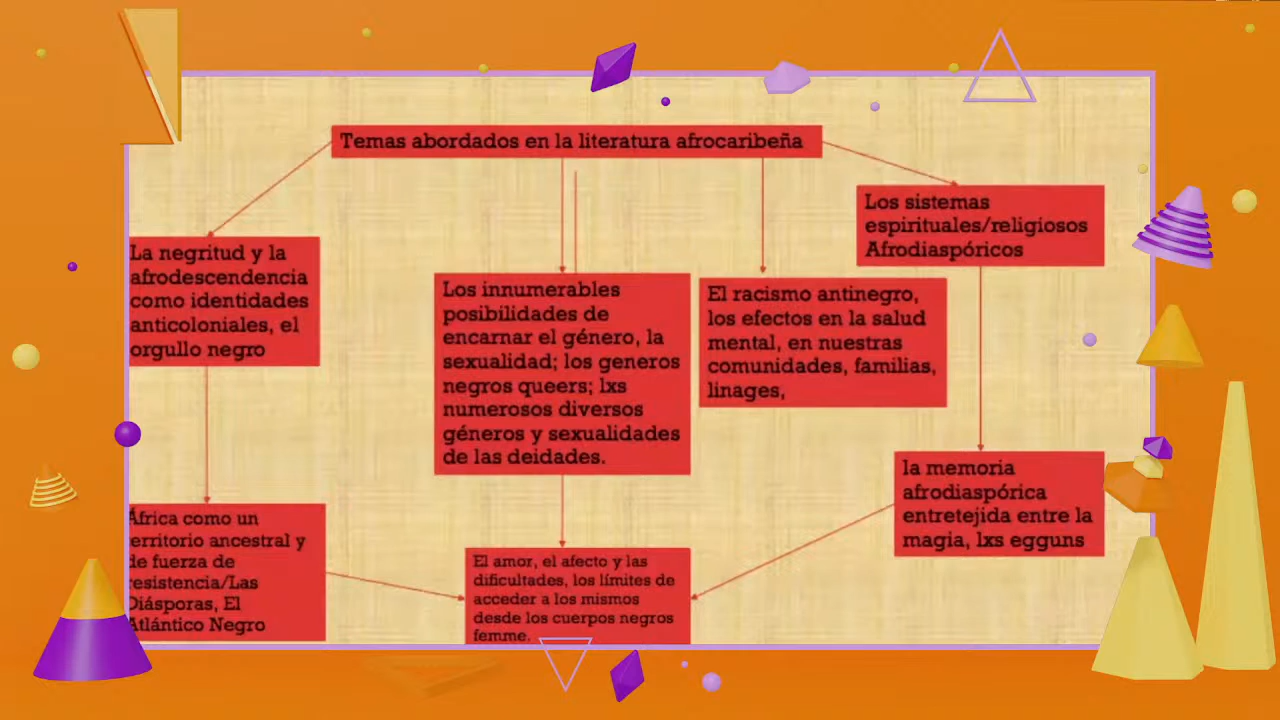 Temas abordados en la literatura afrocaribeña
Los sistemas
espirituales/religiosos
Afrodiaspóricos
La negritud y la
afrodescendencia
como identidades
anticoloniales, el
orgullo negro
Los innumerables
posibilidades de
encarnar el género, la
sexualidad; los generos
negros queers; lxs
numerosos diversos
géneros y sexualidades
de las deidades.
El racismo antinegro,
los efectos en la salud
mental, en nuestras
comunidades, familias,
linages,
la memoria
afrodiaspórica
entretejida entre la
magia, lxs egguns
África como un
territorio ancestral y
de fuerza de
resistencia/Las
Diásporas, El
Atlántico Negro
El amor, el afecto y las
dificultades, los límites de
acceder a los mismos
desde los cuerpos negros
femme.